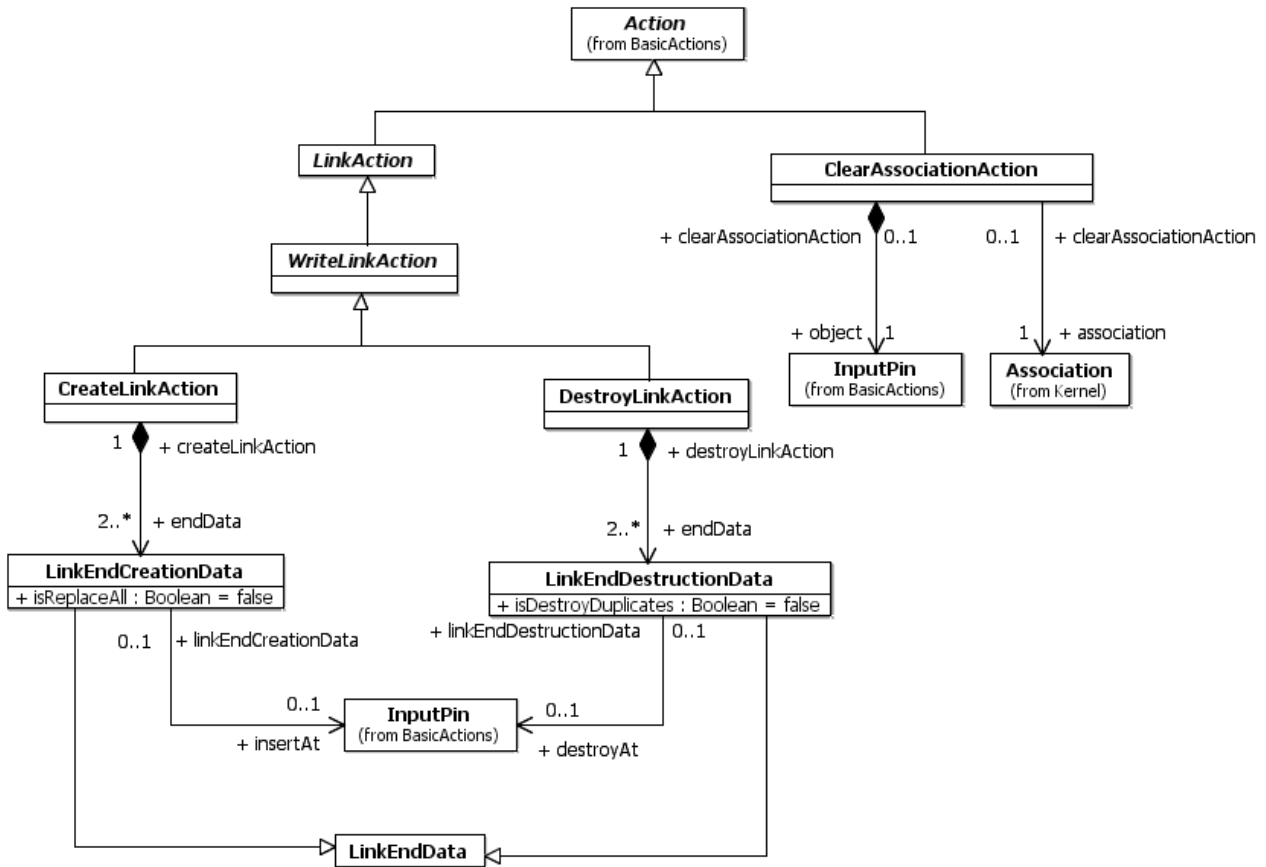 Action
(from BasicActions)
LinkAction
ClearAssociationAction
+ clearAssociationAction
0..1
0..1
+ clearAssociationAction
WriteLinkAction
+ object
1
1
+ association
InputPin
(from BasicActions)
Association
(from Kernel)
CreateLinkAction
DestroyLinkAction
1
+ createLinkAction
1
+ destroyLinkAction
2..*
+ endData
2..*
+ endData
LinkEndCreationData
+ isReplaceAll : Boolean = false
LinkEndDestructionData
+ isDestroyDuplicates : Boolean = false
0..1
+ linkEndCreationData
+ linkEndDestructionData
0..1
0..1
+ insertAt
InputPin
(from BasicActions)
0..1
+ destroyAt
LinkEndData